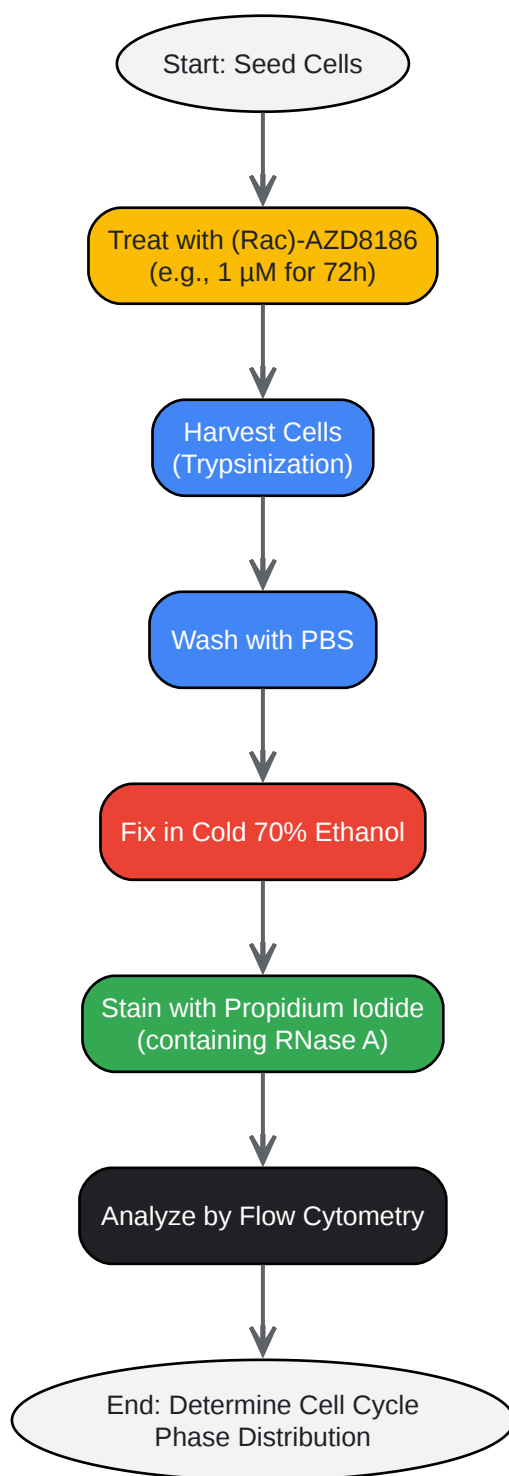 Start: Seed Cells
Treat with (Rac)-AZD8186
(e.g., 1 µM for 72h)
Harvest Cells
(Trypsinization)
Wash with PBS
Fix in Cold 70% Ethanol
Stain with Propidium Iodide
(containing RNase A)
Analyze by Flow Cytometry
End: Determine Cell Cycle
Phase Distribution